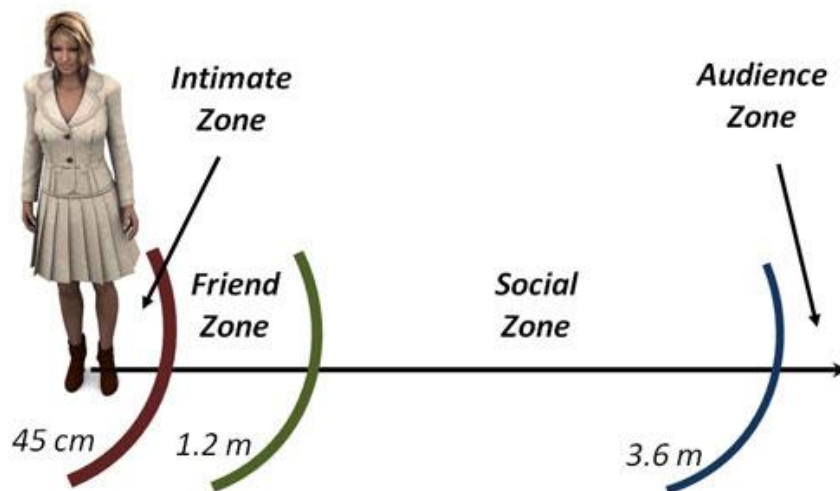 Intimate
Zone
Audience
Zone
Friend
Zone
Social
Zone
45 cm
1.2 m
3.6 m